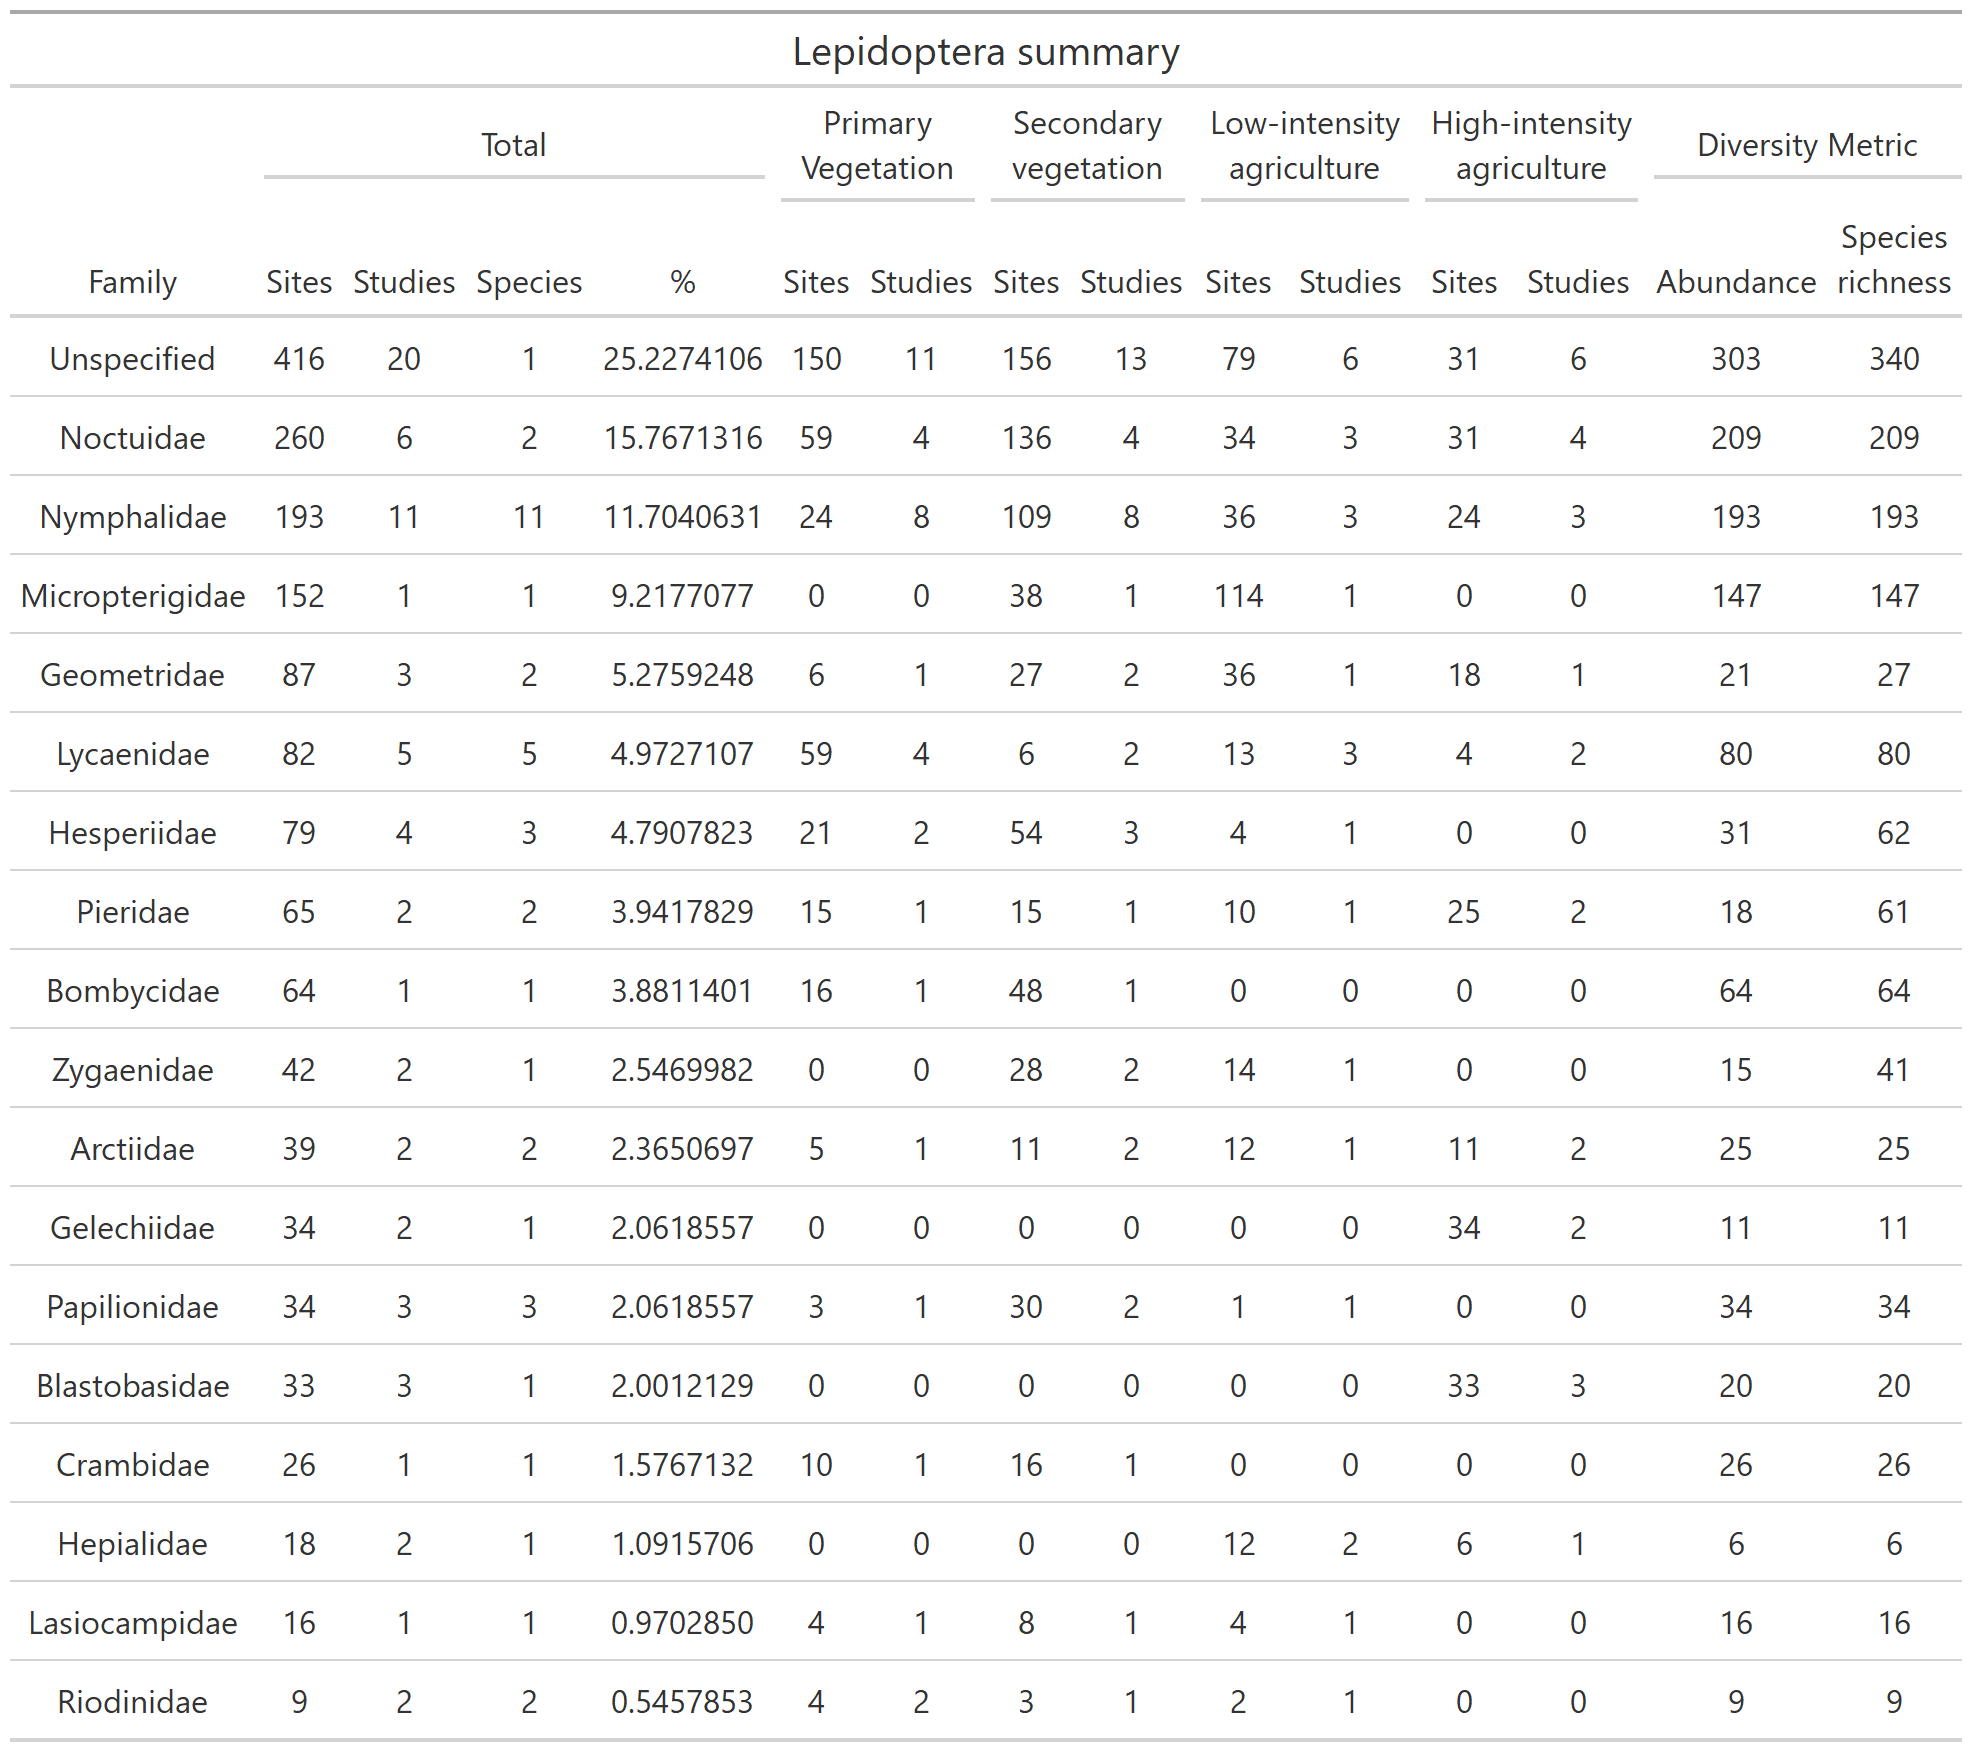 Lepidoptera summary
Total Primary Vegetation Secondary vegetation Low-intensity agriculture High-intensity agriculture Diversity Metric
Family Sites Studies Species % Sites Studies Sites Studies Sites Studies Sites Studies Abundance Species richness
Unspecified 416 20 1 25.2274106 150 11 156 13 79 6 31 6 303 340
Noctuidae 260 6 2 15.7671316 59 4 136 4 34 3 31 4 209 209
Nymphalidae 193 11 11 11.7040631 24 8 109 8 36 3 24 3 193 193
Micropterigidae 152 1 1 9.2177077 0 0 38 1 114 1 0 0 147 147
Geometridae 87 3 2 5.2759248 6 1 27 2 36 1 18 1 21 27
Lycaenidae 82 5 5 4.9727107 59 4 6 2 13 3 4 2 80 80
Hesperiidae 79 4 3 4.7907823 21 2 54 3 4 1 0 0 31 62
Pieridae 65 2 2 3.9417829 15 1 15 1 10 1 25 2 18 61
Bombycidae 64 1 1 3.8811401 16 1 48 1 0 0 0 0 64 64
Zygaenidae 42 2 1 2.5469982 0 0 28 2 14 1 0 0 15 41
Arctiidae 39 2 2 2.3650697 5 1 11 2 12 1 11 2 25 25
Gelechiidae 34 2 1 2.0618557 0 0 0 0 0 0 34 2 11 11
Papilionidae 34 3 3 2.0618557 3 1 30 2 1 1 0 0 34 34
Blastobasidae 33 3 1 2.0012129 0 0 0 0 0 0 33 3 20 20
Crambidae 26 1 1 1.5767132 10 1 16 1 0 0 0 0 26 26
Hepialidae 18 2 1 1.0915706 0 0 0 0 12 2 6 1 6 6
Lasiocampidae 16 1 1 0.9702850 4 1 8 1 4 1 0 0 16 16
Riodinidae 9 2 2 0.5457853 4 2 3 1 2 1 0 0 9 9